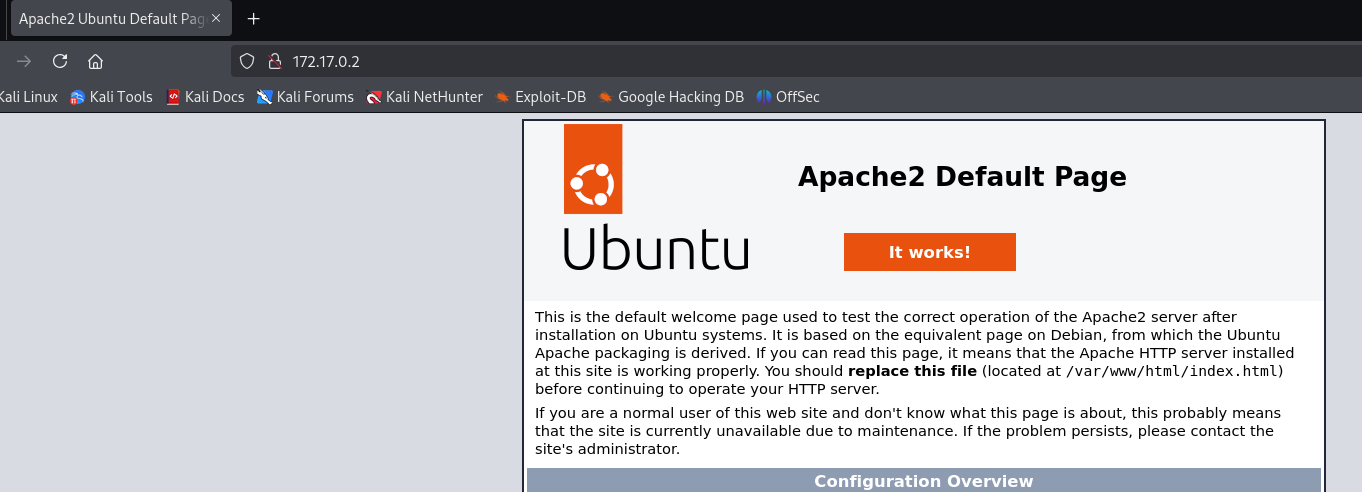 Apache2 Ubuntu Default Pag
172.17.0.2
Kali Linux Kali Tools Kali Docs Kali Forums Kali NetHunter Exploit-DB Google Hacking DB OffSec
Apache2 Default Page
Ubuntu
It works!
This is the default welcome page used to test the correct operation of the Apache2 server after
installation on Ubuntu systems. It is based on the equivalent page on Debian, from which the Ubuntu
Apache packaging is derived. If you can read this page, it means that the Apache HTTP server installed
at this site is working properly. You should replace this file (located at /var/www/html/index.html)
before continuing to operate your HTTP server.
If you are a normal user of this web site and don't know what this page is about, this probably means
that the site is currently unavailable due to maintenance. If the problem persists, please contact the
site's administrator.
Configuration Overview